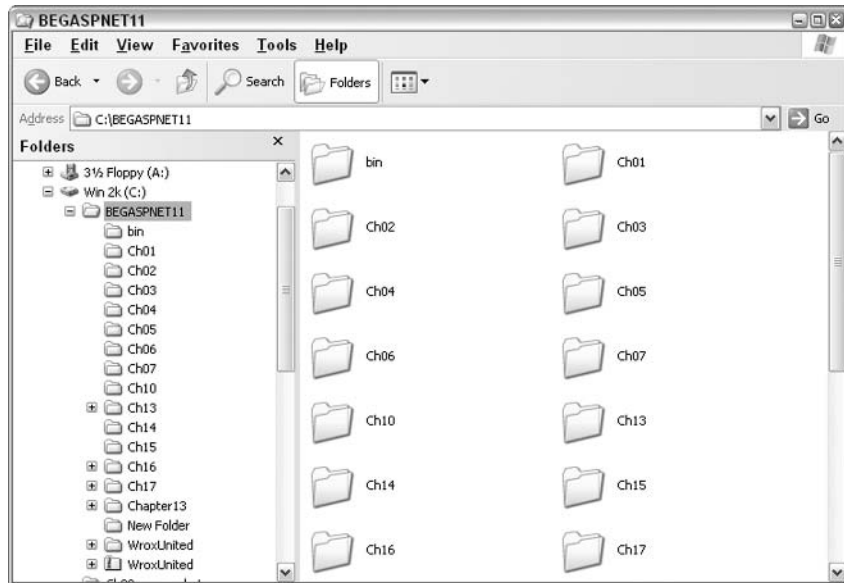 BEGASPNET11
File Edit View Favorites Tools Help
Back Search Folders
Address C:\BEGASPNET11 Go
Folders
3½ Floppy (A:)
Win 2k (C:)
BEGASPNET11
bin
Ch01
Ch02
Ch03
Ch04
Ch05
Ch06
Ch07
Ch10
Ch13
Ch14
Ch15
Ch16
Ch17
Chapter13
New Folder
WroxUnited
WroxUnited
bin Ch01
Ch02 Ch03
Ch04 Ch05
Ch06 Ch07
Ch10 Ch13
Ch14 Ch15
Ch16 Ch17